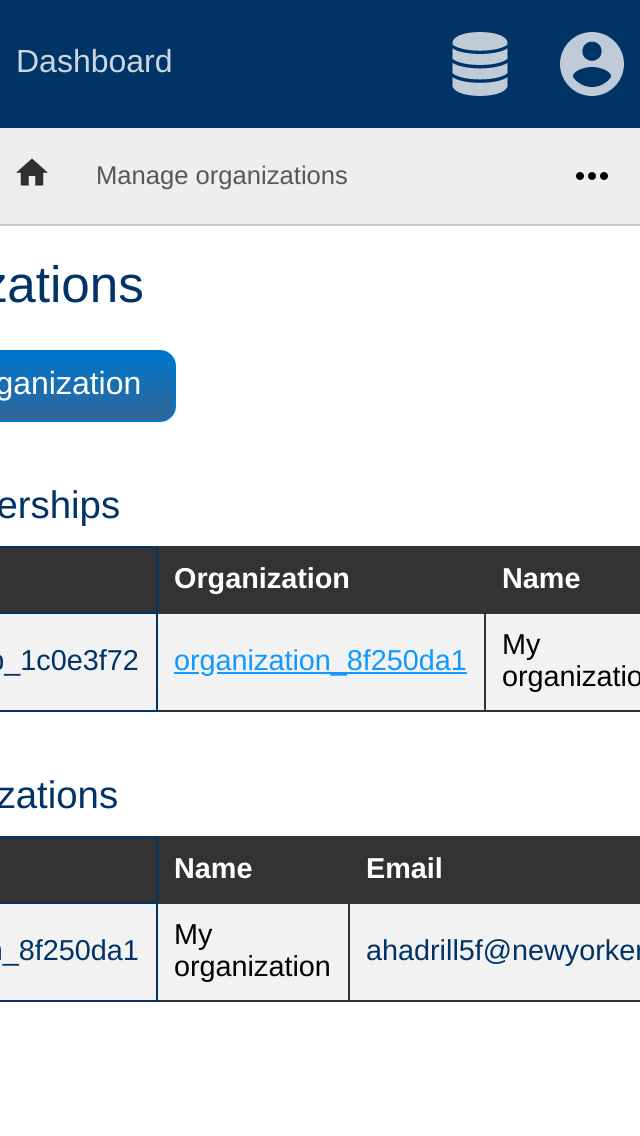 Dashboard
Manage organizations
zations
ganization
erships
Organization Name
_1c0e3f72 organization_8f250da1 My
organizatio
zations
Name Email
_8f250da1 My
organization ahadrill5f@newyorker